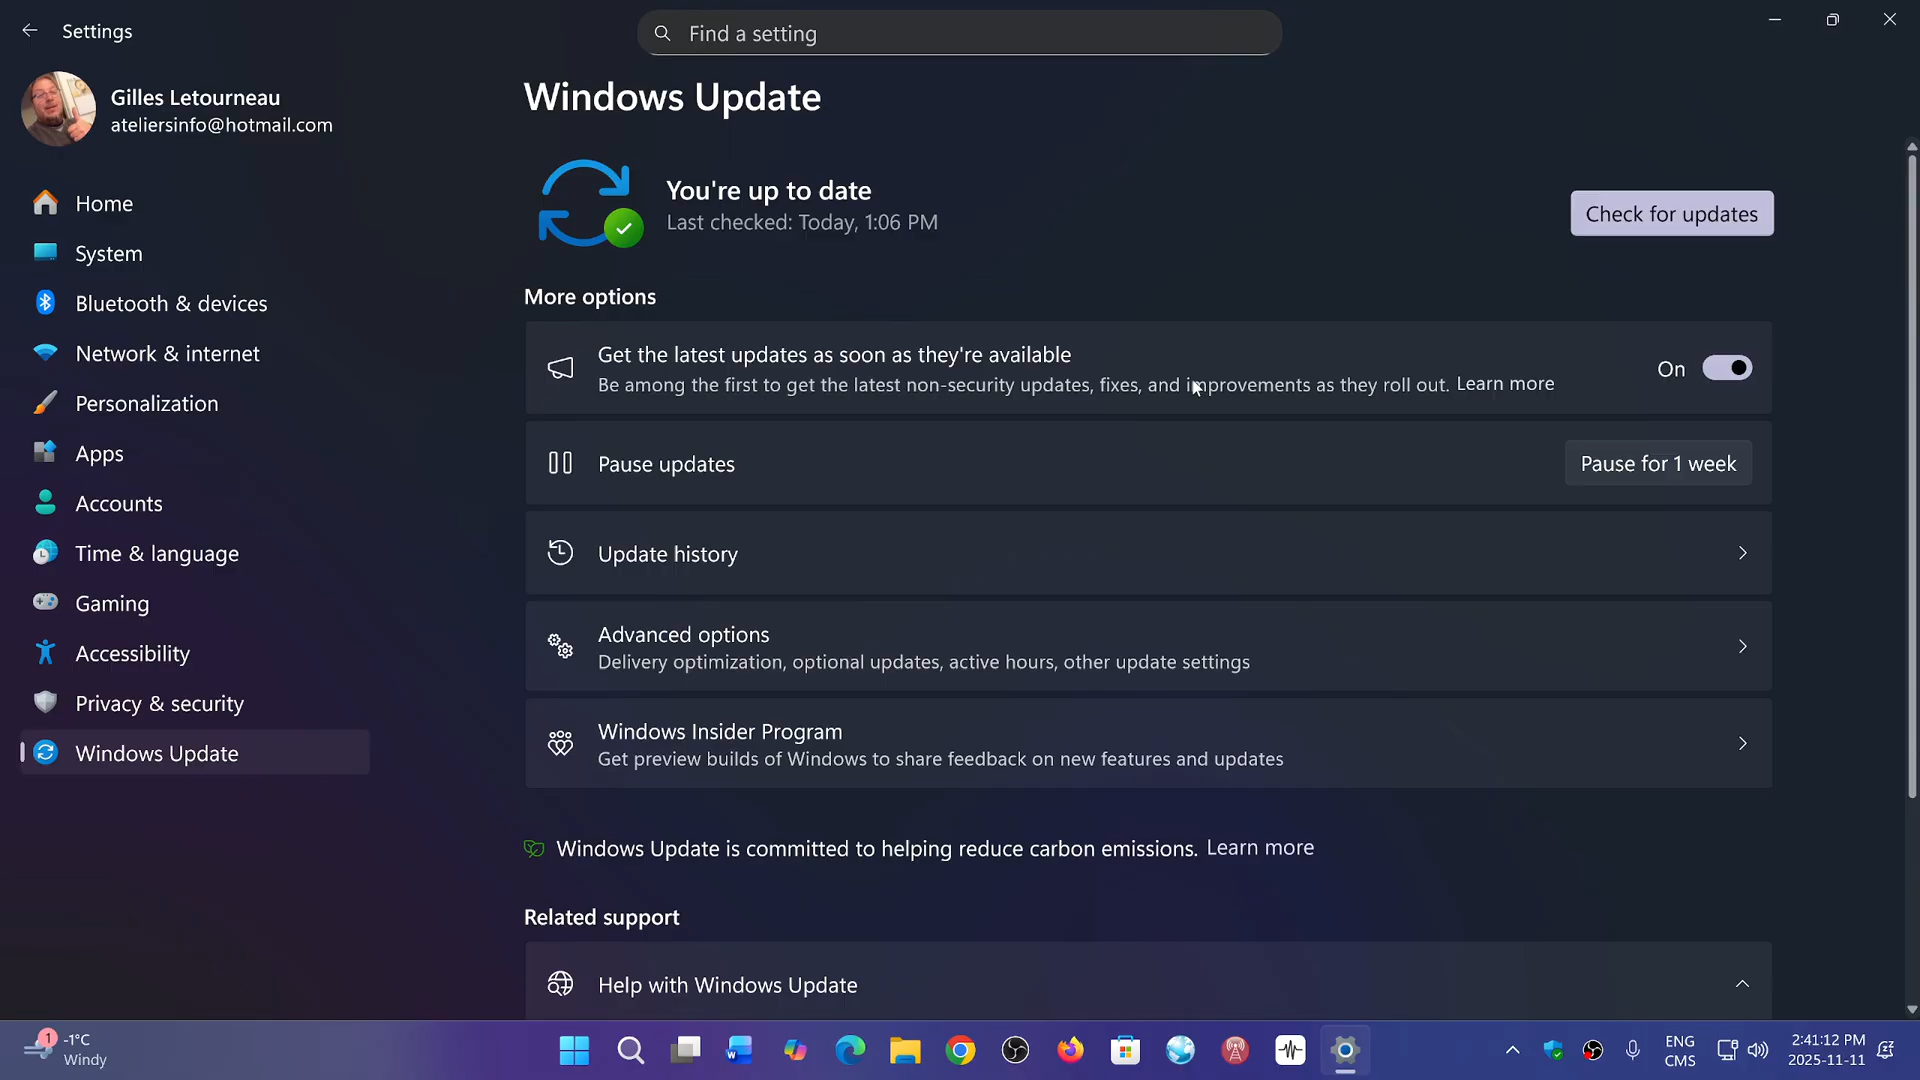 Settings
Find a setting
Gilles Letourneau
ateliersinfo@hotmail.com
Home
System
Bluetooth & devices
Network & internet
Personalization
Apps
Accounts
Time & language
Gaming
Accessibility
Privacy & security
Windows Update
Windows Update
You're up to date
Last checked: Today, 1:06 PM
Check for updates
More options
Get the latest updates as soon as they're available
Be among the first to get the latest non-security updates, fixes, and improvements as they roll out. Learn more
On
Pause updates
Pause for 1 week
Update history
Advanced options
Delivery optimization, optional updates, active hours, other update settings
Windows Insider Program
Get preview builds of Windows to share feedback on new features and updates
Windows Update is committed to helping reduce carbon emissions. Learn more
Related support
Help with Windows Update
1
-1°C
Windy
W
ENG
CMS
2:41:12 PM
2025-11-11